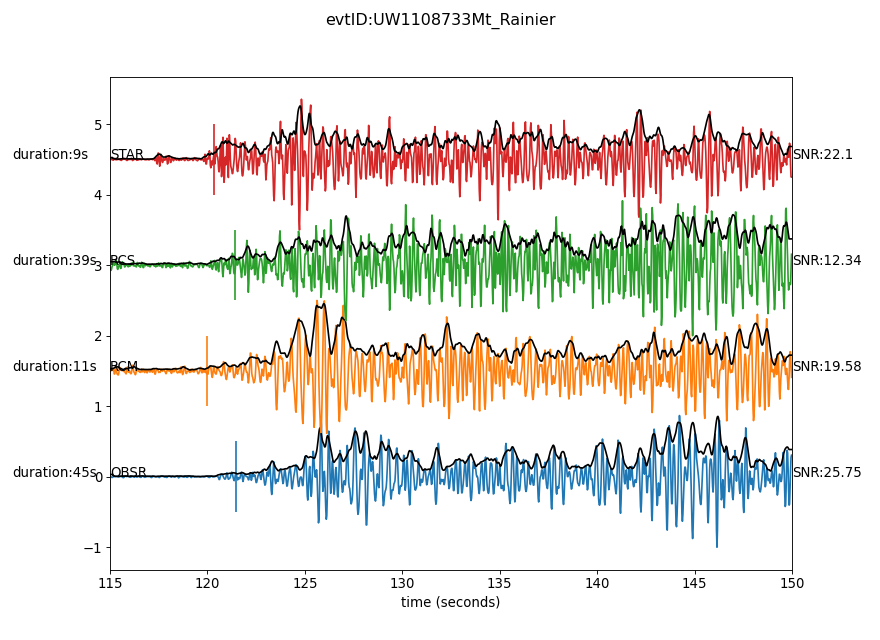 evtID:UW1108733Mt_Rainier
5
duration:9s STAR SNR:22.1
4
duration:39s RCS SNR:12.34
3
2
duration:11s RCM SNR:19.58
1
duration:45s OBSR SNR:25.75
0
−1
115 120 125 130 135 140 145 150
time (seconds)